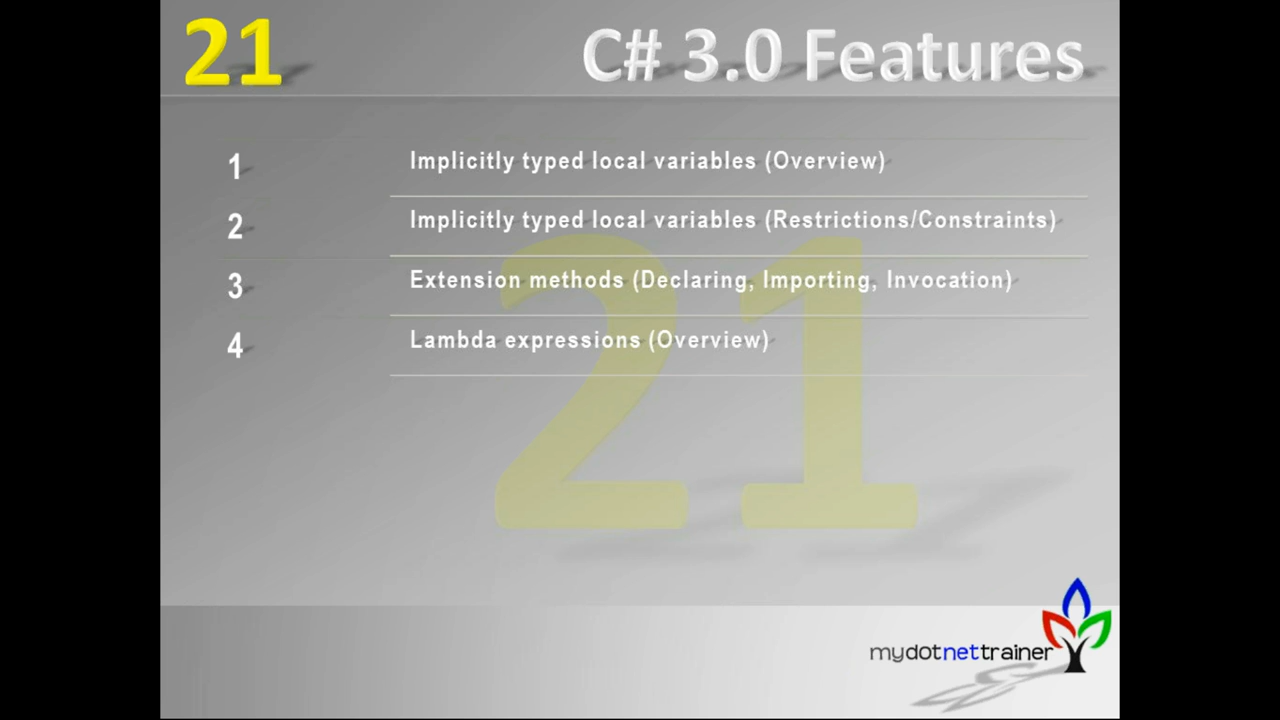 21
C# 3.0 Features
1 Implicitly typed local variables (Overview)
2 Implicitly typed local variables (Restrictions/Constraints)
3 Extension methods (Declaring, Importing, Invocation)
4 Lambda expressions (Overview)
21
mydotnettrainer